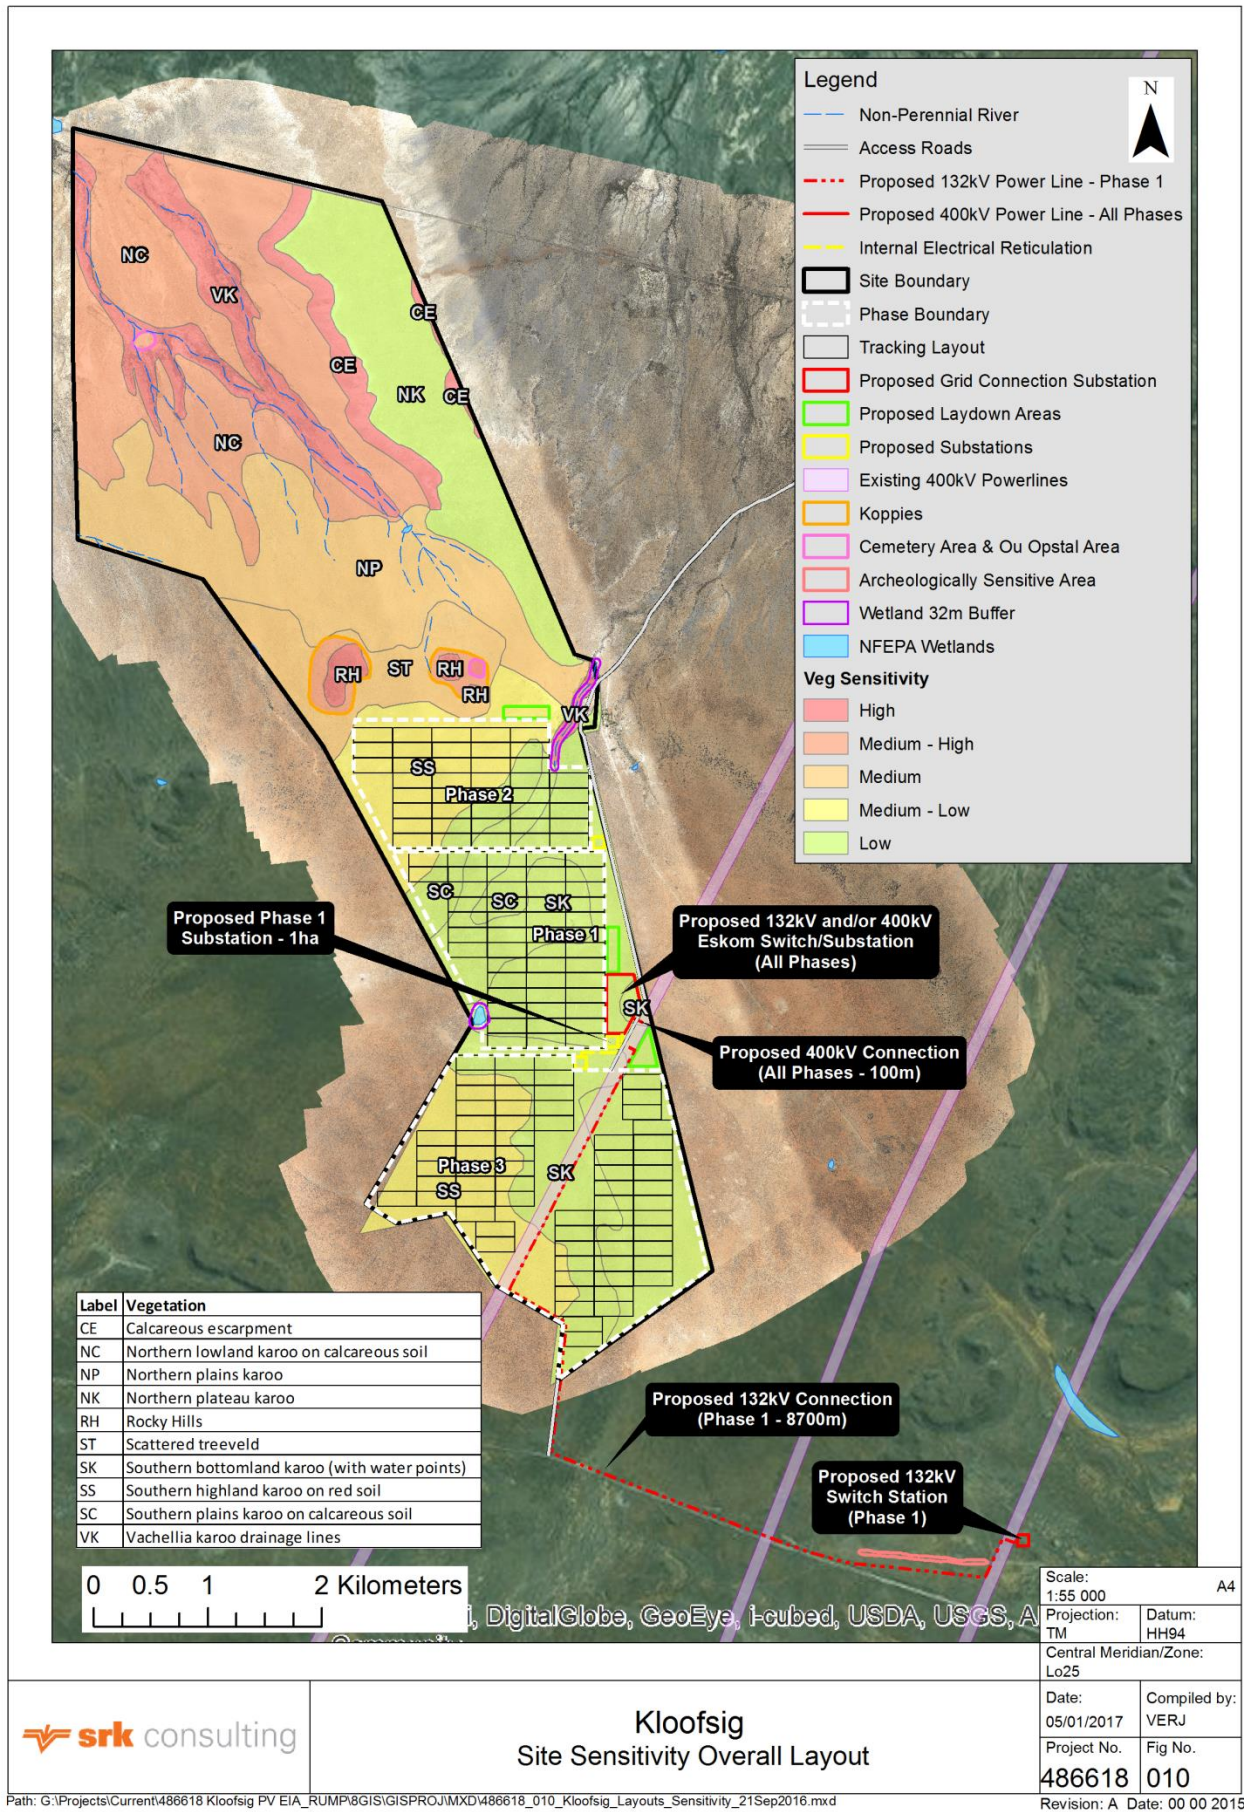 Legend
N
Non-Perennial River
Access Roads
Proposed 132kV Power Line - Phase 1
Proposed 400kV Power Line - All Phases
Internal Electrical Reticulation
Site Boundary
Phase Boundary
Tracking Layout
Proposed Grid Connection Substation
Proposed Laydown Areas
Proposed Substations
Existing 400kV Powerlines
Koppies
Cemetery Area & Ou Opstal Area
Archeologically Sensitive Area
Wetland 32m Buffer
NFEPA Wetlands
Veg Sensitivity
High
Medium - High
Medium
Medium - Low
Low
NC
VK
CE
CE
NK
CE
NC
NP
RH
ST
RH
RH
VK
SS
Phase 2
SC
SC
SK
Phase 1
Proposed Phase 1
Substation - 1ha
Proposed 132kV and/or 400kV
Eskom Switch/Substation
(All Phases)
SK
Proposed 400kV Connection
(All Phases - 100m)
Phase 3
SK
SS
Label Vegetation
CE Calcareous escarpment
NC Northern lowland karoo on calcareous soil
NP Northern plains karoo
NK Northern plateau karoo
RH Rocky Hills
ST Scattered treeveld
SK Southern bottomland karoo (with water points)
SS Southern highland karoo on red soil
SC Southern plains karoo on calcareous soil
VK Vachellia karoo drainage lines
Proposed 132kV Connection
(Phase 1 - 8700m)
Proposed 132kV
Switch Station
(Phase 1)
0 0.5 1 2 Kilometers
i, DigitalGlobe, GeoEye, i-cubed, USDA, USGS, A
Scale:
1:55 000 A4
Projection: Datum:
TM HH94
Central Meridian/Zone:
Lo25
Date: Compiled by:
05/01/2017 VERJ
Project No. Fig No.
486618 010
srk consulting
Kloofsig
Site Sensitivity Overall Layout
Path: G:\Projects\Current\486618 Kloofsig PV EIA_RUMP\8GIS\GISPROJ\MXD\486618_010_Kloofsig_Layouts_Sensitivity_21Sep2016.mxd
Revision: A Date: 00 00 2015